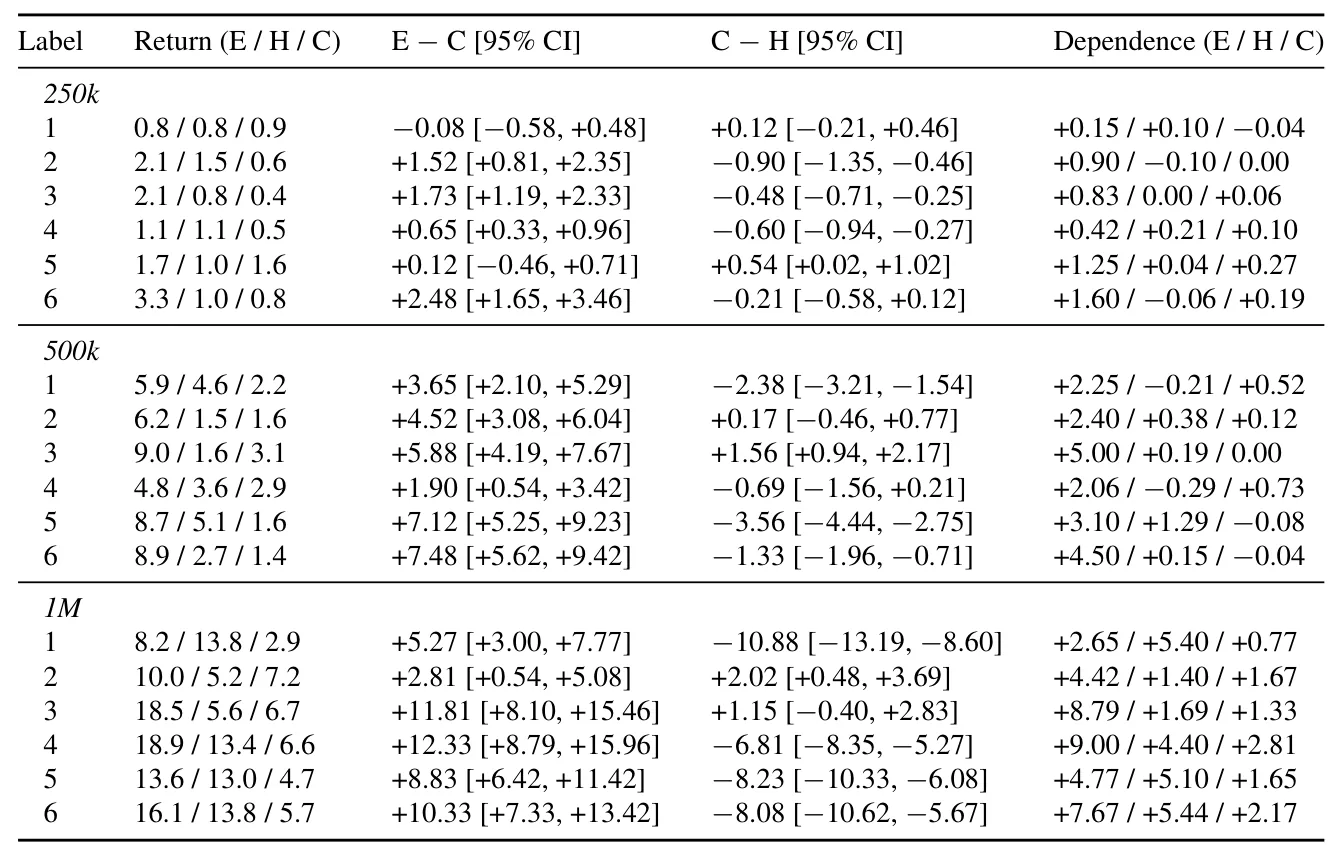 Label Return (E / H / C) E − C [95% CI] C − H [95% CI] Dependence (E / H / C)
250k
1 0.8 / 0.8 / 0.9 −0.08 [−0.58, +0.48] +0.12 [−0.21, +0.46] +0.15 / +0.10 / −0.04
2 2.1 / 1.5 / 0.6 +1.52 [+0.81, +2.35] −0.90 [−1.35, −0.46] +0.90 / −0.10 / 0.00
3 2.1 / 0.8 / 0.4 +1.73 [+1.19, +2.33] −0.48 [−0.71, −0.25] +0.83 / 0.00 / +0.06
4 1.1 / 1.1 / 0.5 +0.65 [+0.33, +0.96] −0.60 [−0.94, −0.27] +0.42 / +0.21 / +0.10
5 1.7 / 1.0 / 1.6 +0.12 [−0.46, +0.71] +0.54 [+0.02, +1.02] +1.25 / +0.04 / +0.27
6 3.3 / 1.0 / 0.8 +2.48 [+1.65, +3.46] −0.21 [−0.58, +0.12] +1.60 / −0.06 / +0.19
500k
1 5.9 / 4.6 / 2.2 +3.65 [+2.10, +5.29] −2.38 [−3.21, −1.54] +2.25 / −0.21 / +0.52
2 6.2 / 1.5 / 1.6 +4.52 [+3.08, +6.04] +0.17 [−0.46, +0.77] +2.40 / +0.38 / +0.12
3 9.0 / 1.6 / 3.1 +5.88 [+4.19, +7.67] +1.56 [+0.94, +2.17] +5.00 / +0.19 / 0.00
4 4.8 / 3.6 / 2.9 +1.90 [+0.54, +3.42] −0.69 [−1.56, +0.21] +2.06 / −0.29 / +0.73
5 8.7 / 5.1 / 1.6 +7.12 [+5.25, +9.23] −3.56 [−4.44, −2.75] +3.10 / +1.29 / −0.08
6 8.9 / 2.7 / 1.4 +7.48 [+5.62, +9.42] −1.33 [−1.96, −0.71] +4.50 / +0.15 / −0.04
1M
1 8.2 / 13.8 / 2.9 +5.27 [+3.00, +7.77] −10.88 [−13.19, −8.60] +2.65 / +5.40 / +0.77
2 10.0 / 5.2 / 7.2 +2.81 [+0.54, +5.08] +2.02 [+0.48, +3.69] +4.42 / +1.40 / +1.67
3 18.5 / 5.6 / 6.7 +11.81 [+8.10, +15.46] +1.15 [−0.40, +2.83] +8.79 / +1.69 / +1.33
4 18.9 / 13.4 / 6.6 +12.33 [+8.79, +15.96] −6.81 [−8.35, −5.27] +9.00 / +4.40 / +2.81
5 13.6 / 13.0 / 4.7 +8.83 [+6.42, +11.42] −8.23 [−10.33, −6.08] +4.77 / +5.10 / +1.65
6 16.1 / 13.8 / 5.7 +10.33 [+7.33, +13.42] −8.08 [−10.62, −5.67] +7.67 / +5.44 / +2.17